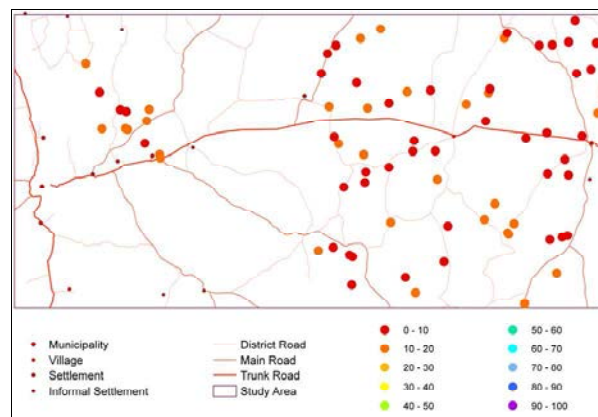 Municipality
Village
Settlement
Informal Settlement
District Road
Main Road
Trunk Road
Study Area
0 - 10
10 - 20
20 - 30
30 - 40
40 - 50
50 - 60
60 - 70
70 - 80
80 - 90
90 - 100